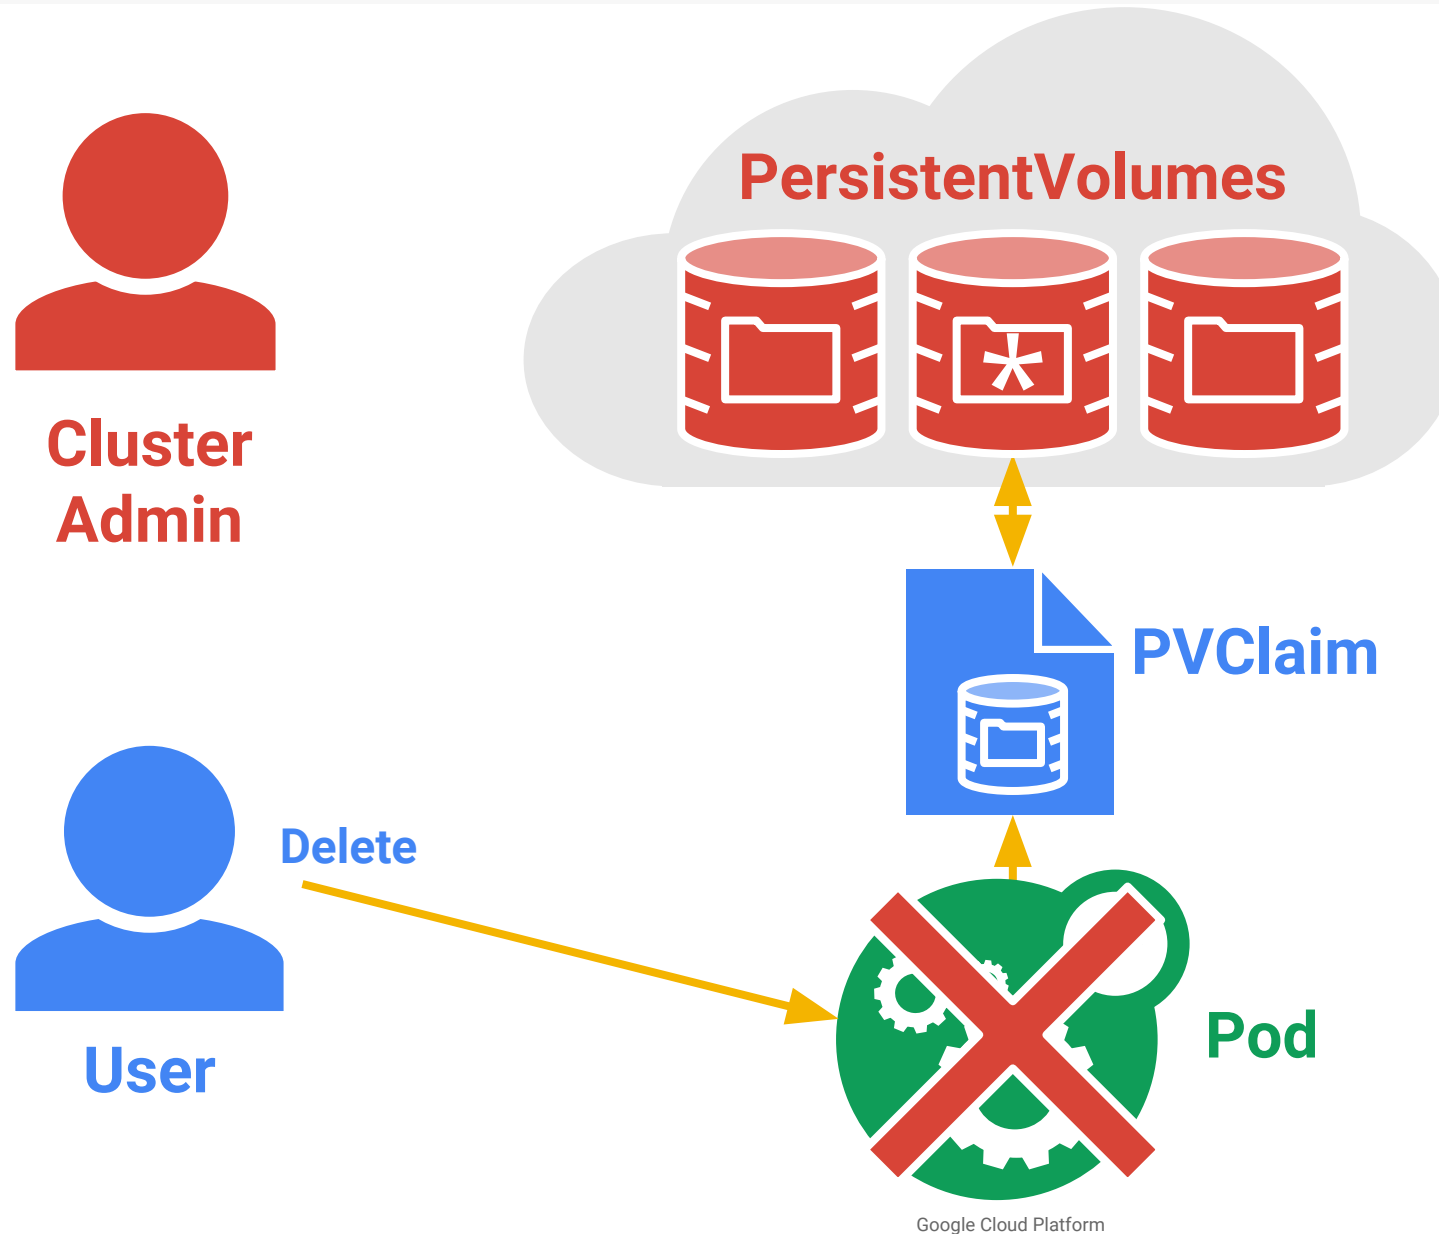 PersistentVolumes
Cluster
Admin
PVClaim
Delete
User
Pod
Google Cloud Platform